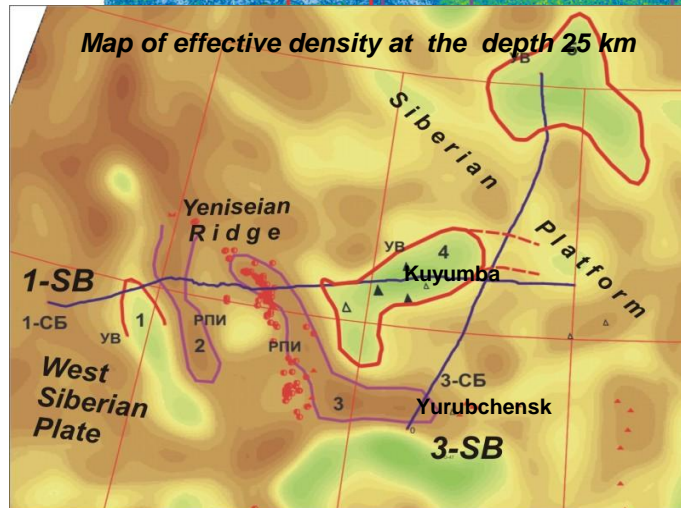 Map of effective density at the depth 25 km
УВ
5
Siberian
Yeniseian
Ridge
УВ
4
Platform
1-SB
Kuyumba
1-СБ
УВ
1
РПИ
2
РПИ
West
Siberian
Plate
3
3-СБ
Yurubchensk
3-SB